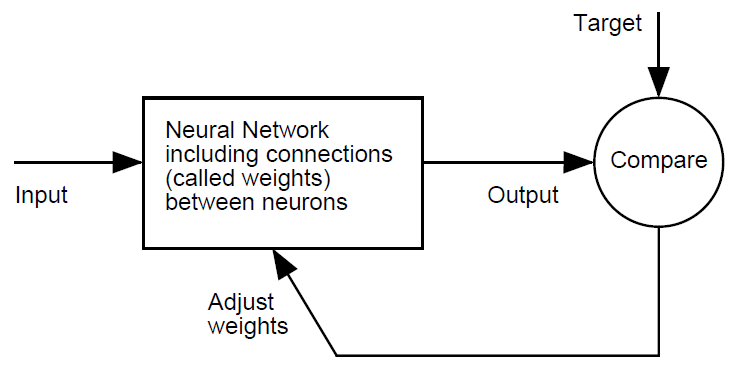 Target
Neural Network
including connections
(called weights)
between neurons
Compare
Input
Output
Adjust
weights